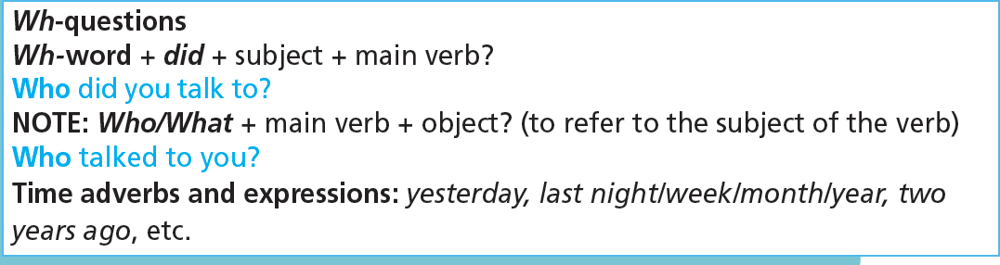 Wh-questions
Wh-word + did + subject + main verb?
Who did you talk to?
NOTE: Who/What + main verb + object? (to refer to the subject of the verb)
Who talked to you?
Time adverbs and expressions: yesterday, last night/week/month/year, two
years ago, etc.